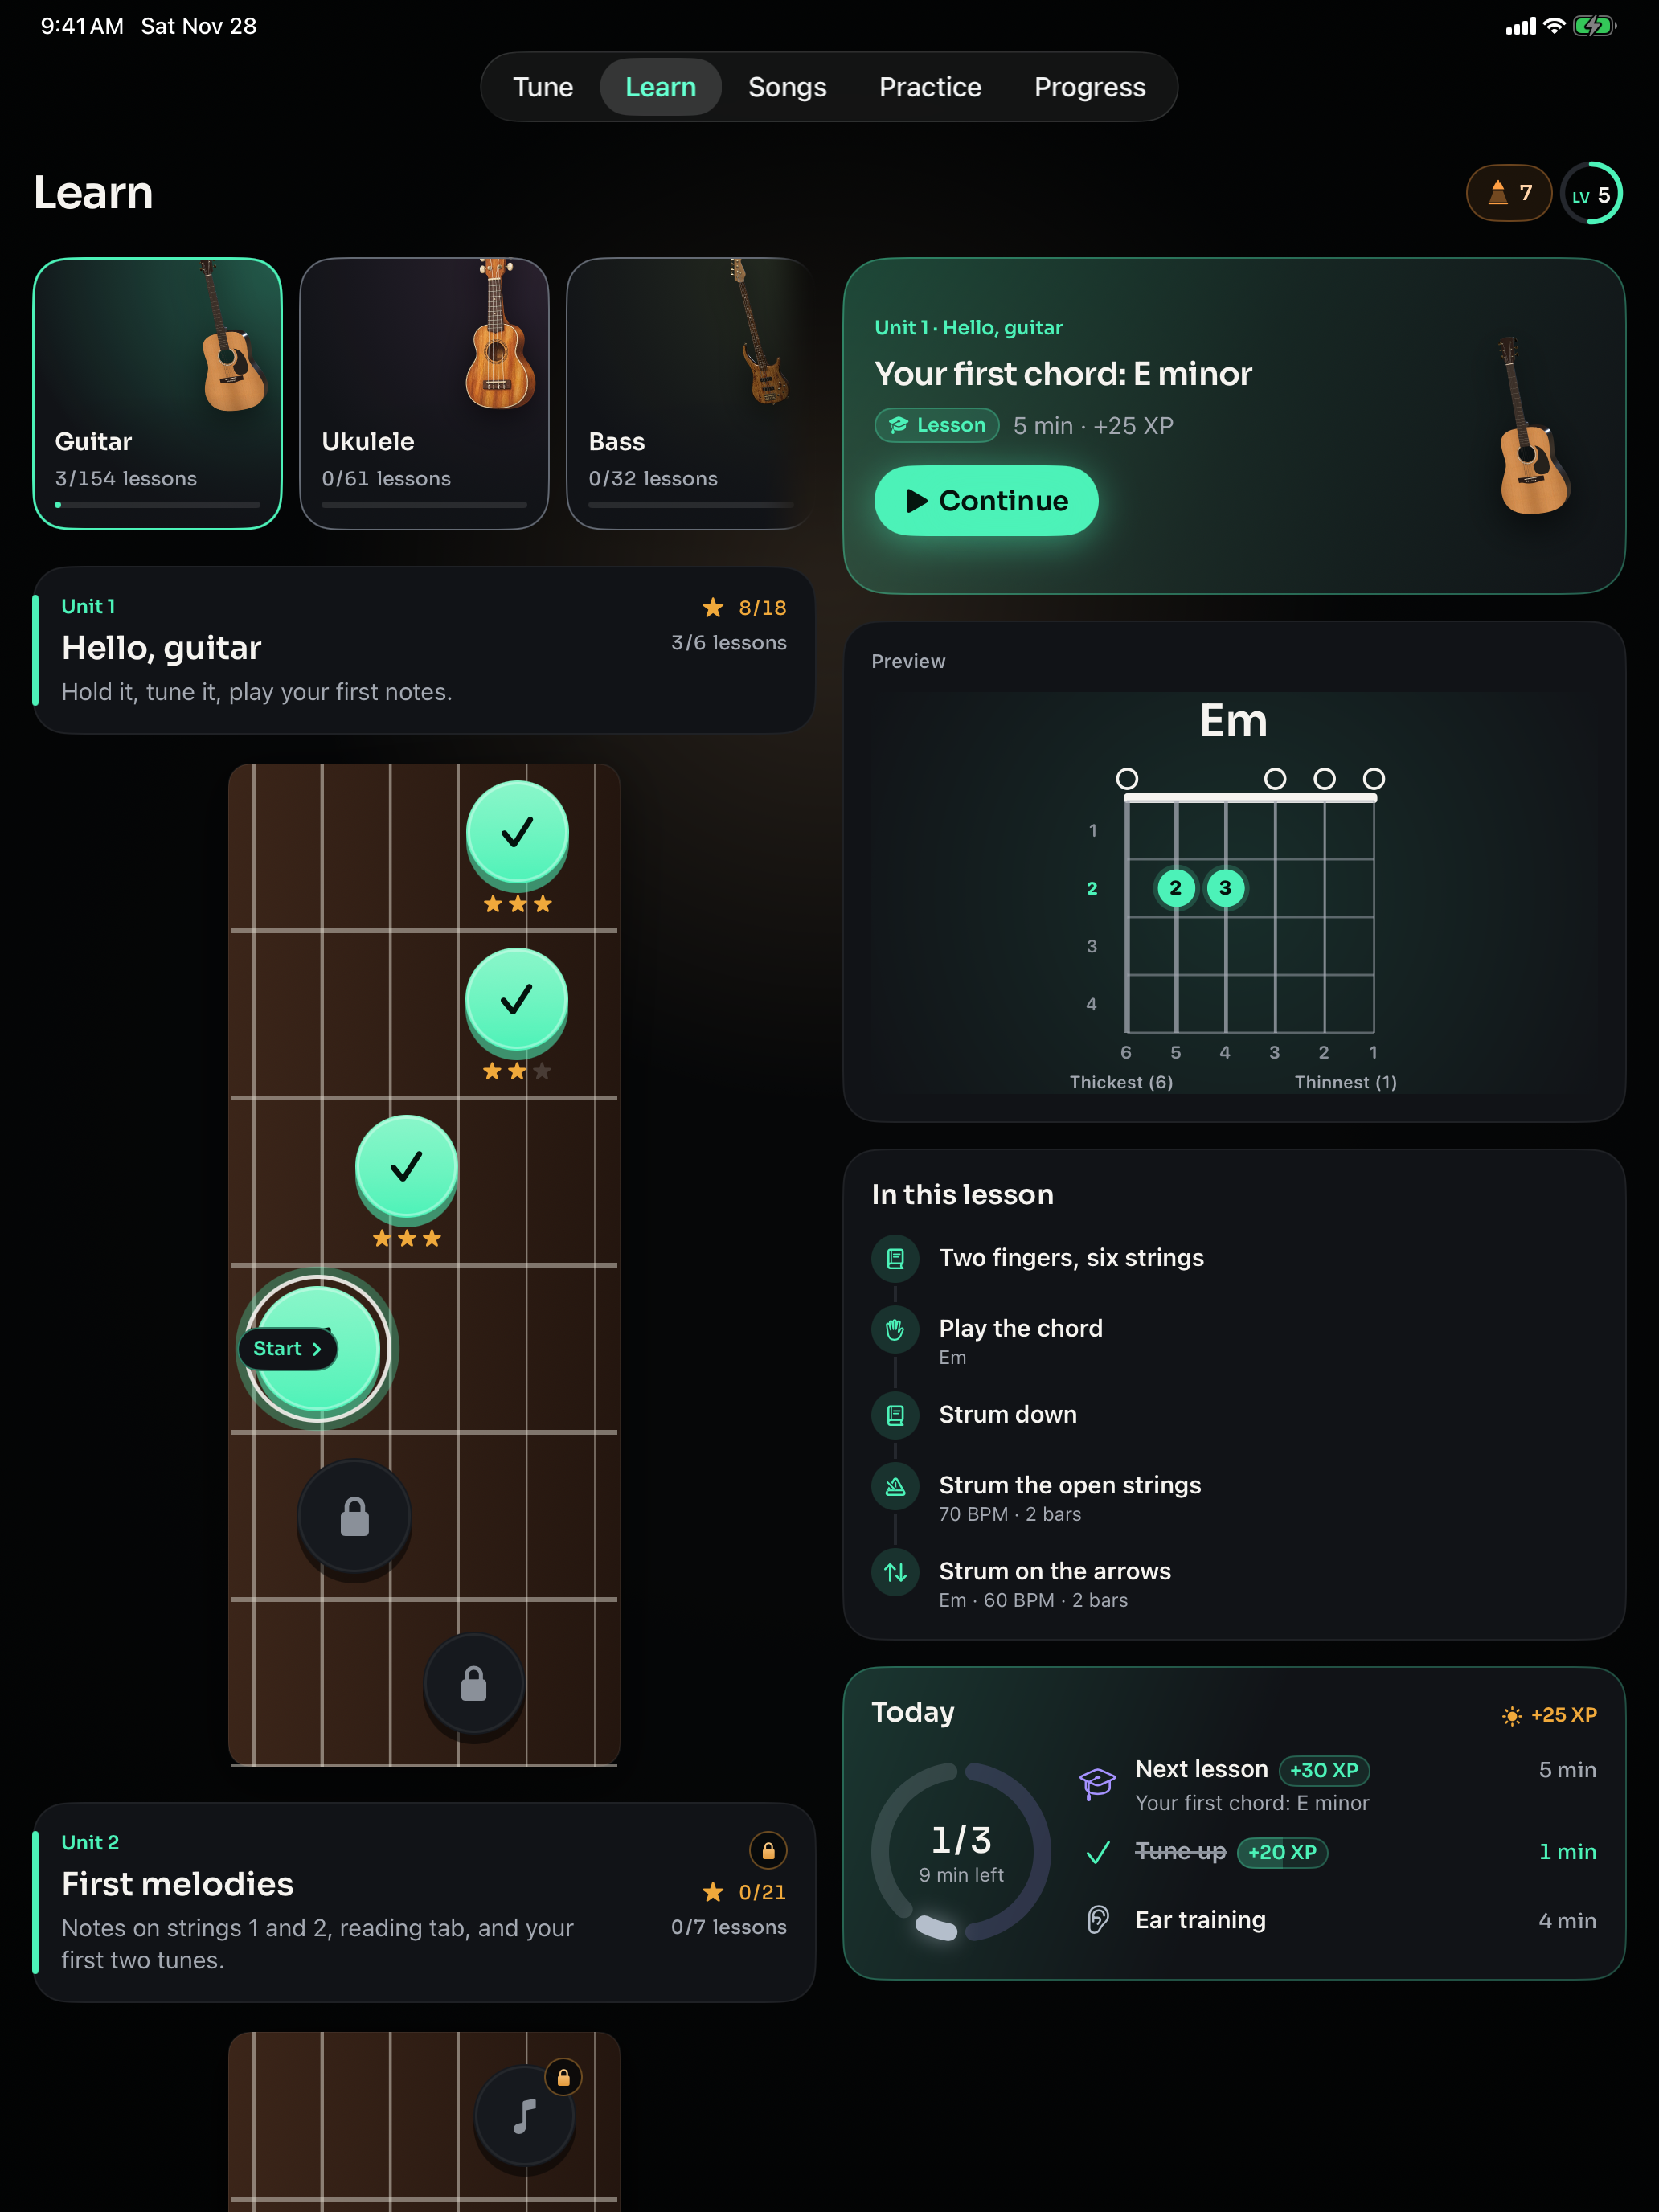 9:41 AM Sat Nov 28
Tune Learn Songs Practice Progress
Learn
7
LV 5
Guitar
3/154 lessons
Ukulele
0/61 lessons
Bass
0/32 lessons
Unit 1
8/18
Hello, guitar
3/6 lessons
Hold it, tune it, play your first notes.
Start
Unit 2
First melodies
0/21
Notes on strings 1 and 2, reading tab, and your
first two tunes.
0/7 lessons
Unit 1 · Hello, guitar
Your first chord: E minor
Lesson 5 min · +25 XP
Continue
Preview
Em
1
2 2 3
3
4
6 5 4 3 2 1
Thickest (6) Thinnest (1)
In this lesson
Two fingers, six strings
Play the chord
Em
Strum down
Strum the open strings
70 BPM · 2 bars
Strum on the arrows
Em · 60 BPM · 2 bars
Today
+25 XP
1/3
9 min left
Next lesson +30 XP 5 min
Your first chord: E minor
Tune up +20 XP 1 min
Ear training 4 min